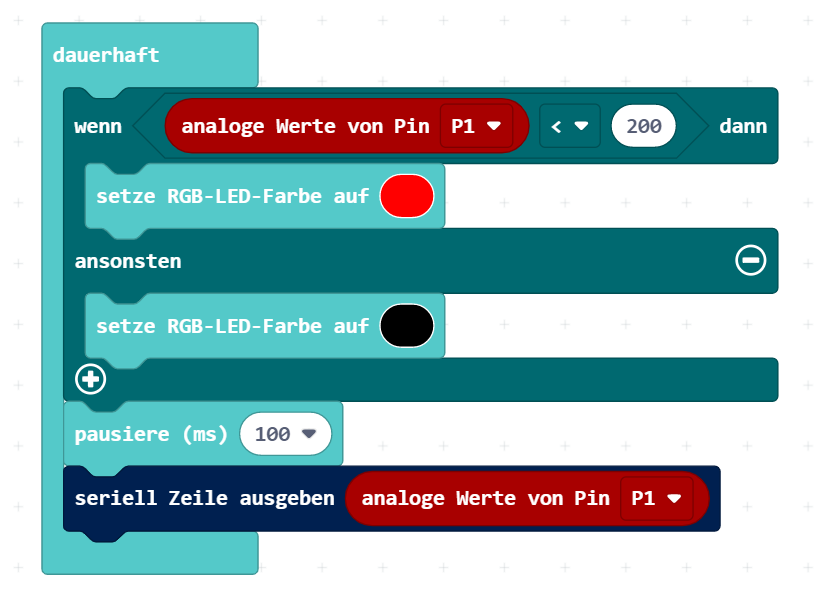 dauerhaft
wenn analoge Werte von Pin P1 < 200 dann
setze RGB-LED-Farbe auf
ansonsten
setze RGB-LED-Farbe auf
pausiere (ms) 100
seriell Zeile ausgeben analoge Werte von Pin P1